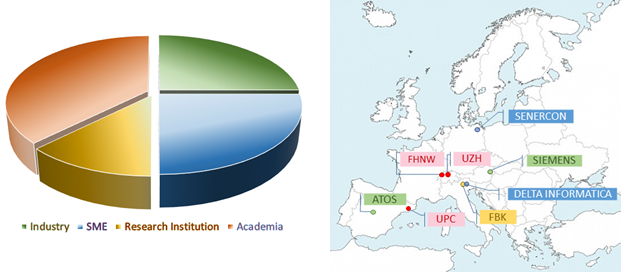 Industry SME Research Institution Academia
SENERCON
FHNW UZH SIEMENS
DELTA INFORMATICA
ATOS
UPC FBK